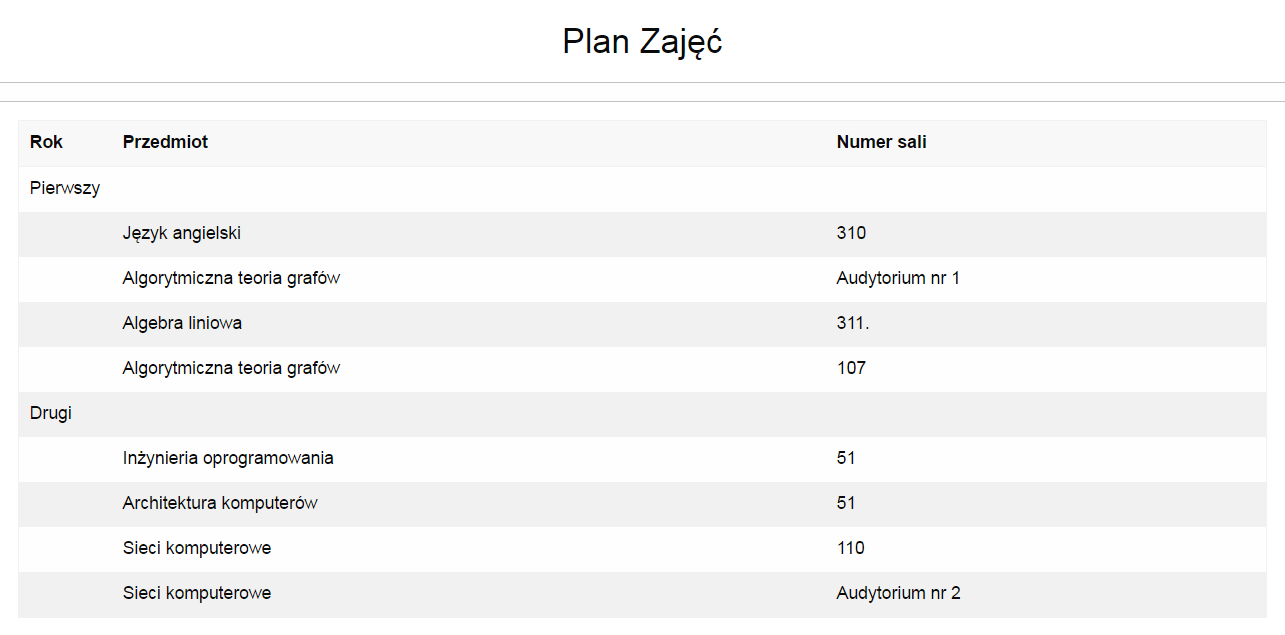 Plan Zajęć
Rok Przedmiot Numer sali
Pierwszy
Język angielski 310
Algorytmiczna teoria grafów Audytorium nr 1
Algebra liniowa 311.
Algorytmiczna teoria grafów 107
Drugi
Inżynieria oprogramowania 51
Architektura komputerów 51
Sieci komputerowe 110
Sieci komputerowe Audytorium nr 2